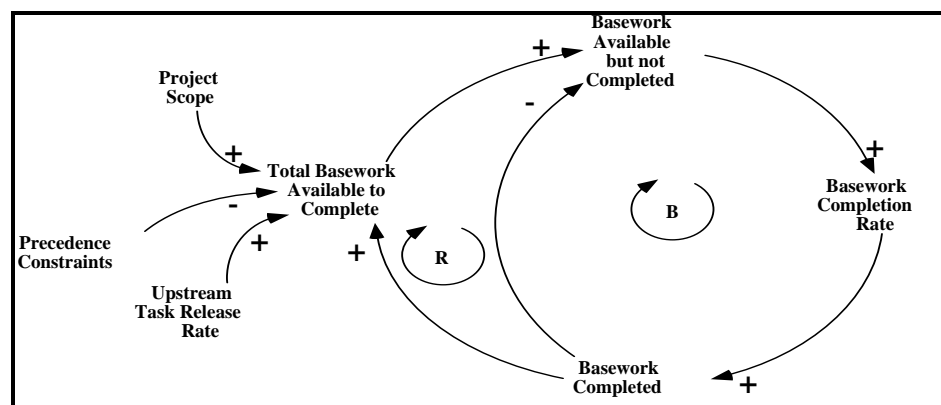 Basework
Available
but not
Completed
+
Project
Scope
-
+
+
Total Basework
Available to
Complete
Basework
Completion
Rate
-
B
Precedence
Constraints
+
+
R
Upstream
Task Release
Rate
Basework
Completed
+